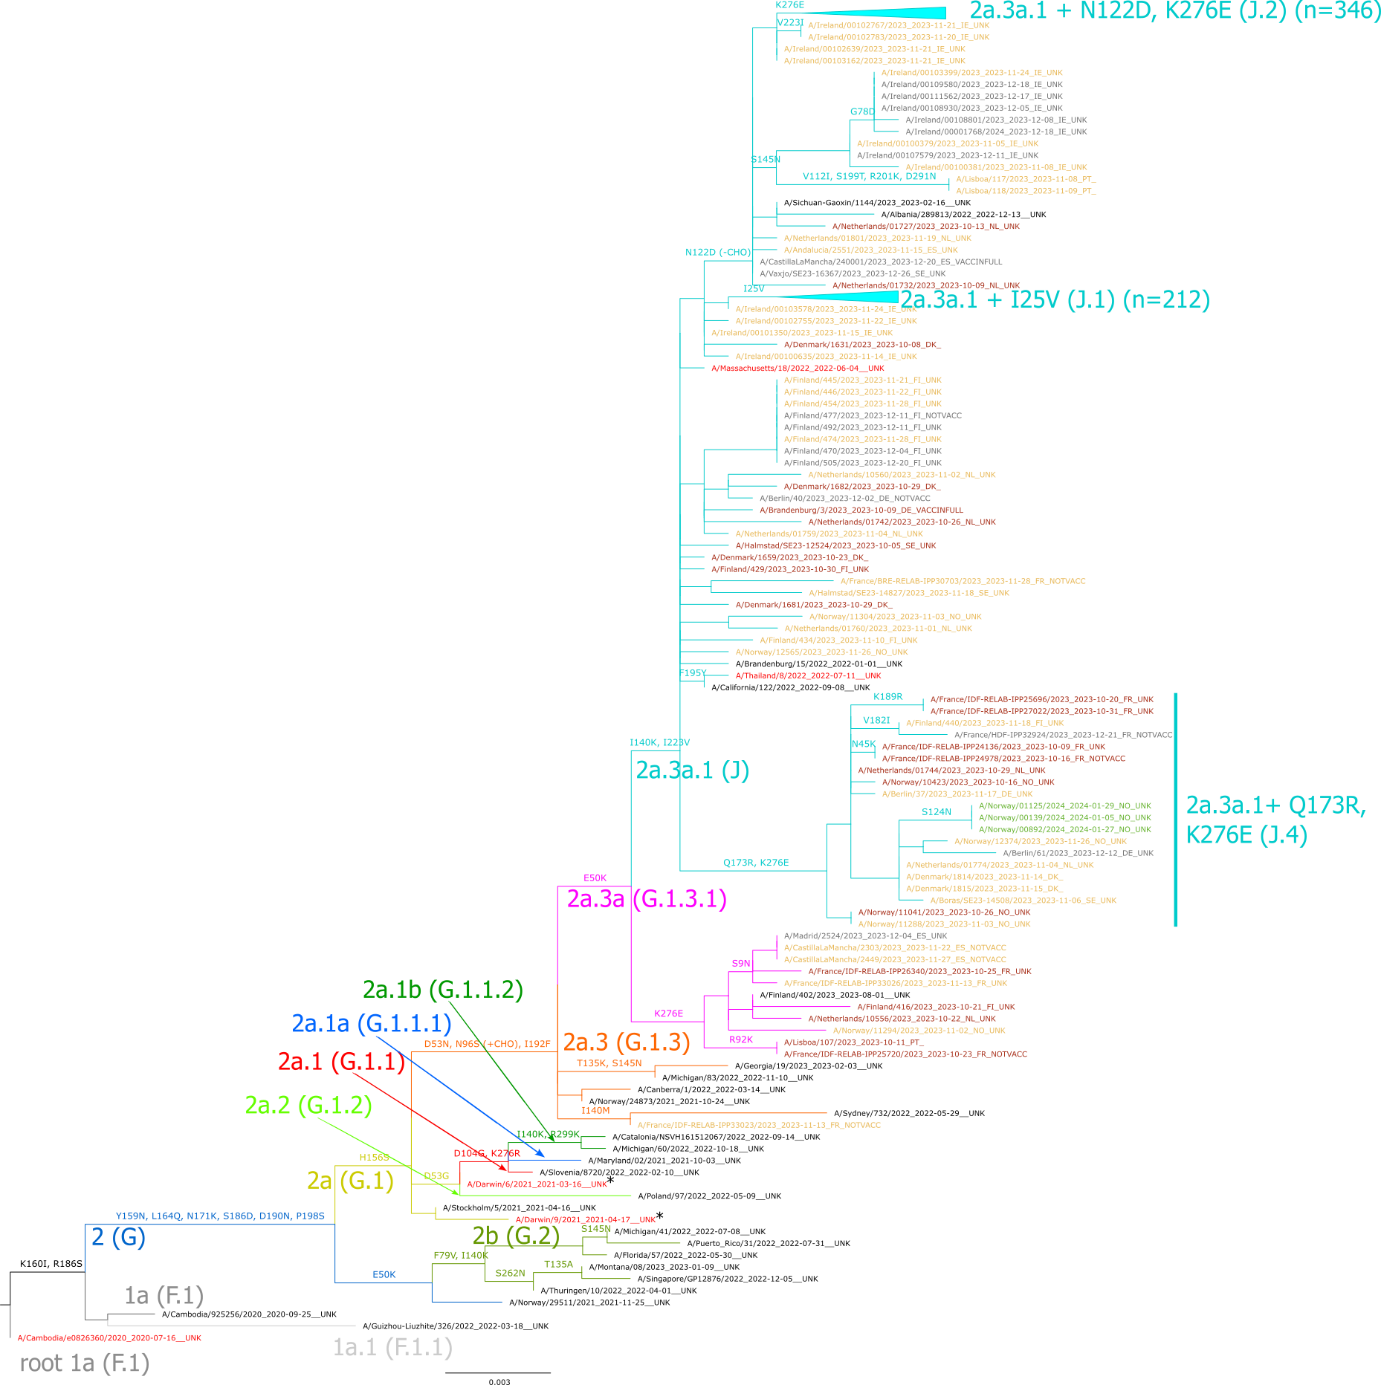 K276E
2a.3a.1 + N122D, K276E (J.2) (n=346)
V223I
A/Ireland/00102767/2023_2023-11-21_IE_UNK
A/Ireland/00102783/2023_2023-11-20_IE_UNK
A/Ireland/00102639/2023_2023-11-21_IE_UNK
A/Ireland/00103162/2023_2023-11-21_IE_UNK
A/Ireland/00103399/2023_2023-11-24_IE_UNK
A/Ireland/00109580/2023_2023-12-18_IE_UNK
A/Ireland/00111562/2023_2023-12-17_IE_UNK
A/Ireland/00108930/2023_2023-12-05_IE_UNK
G78D
A/Ireland/00108801/2023_2023-12-08_IE_UNK
A/Ireland/00001768/2024_2023-12-18_IE_UNK
A/Ireland/00100379/2023_2023-11-05_IE_UNK
A/Ireland/00107579/2023_2023-12-11_IE_UNK
S145N
A/Ireland/00100381/2023_2023-11-08_IE_UNK
V112I, S199T, R201K, D291N
A/Lisboa/117/2023_2023-11-08_PT_
A/Lisboa/118/2023_2023-11-09_PT_
A/Sichuan-Gaoxin/1144/2023_2023-02-16__UNK
A/Albania/289813/2022_2022-12-13__UNK
A/Netherlands/01727/2023_2023-10-13_NL_UNK
A/Netherlands/01801/2023_2023-11-19_NL_UNK
N122D (-CHO)
A/Andalucia/2551/2023_2023-11-15_ES_UNK
A/CastillaLaMancha/240001/2023_2023-12-20_ES_VACCINFULL
A/Vaxjo/SE23-16367/2023_2023-12-26_SE_UNK
A/Netherlands/01732/2023_2023-10-09_NL_UNK
I25V
2a.3a.1 + I25V (J.1) (n=212)
A/Ireland/00103578/2023_2023-11-24_IE_UNK
A/Ireland/00102755/2023_2023-11-22_IE_UNK
A/Ireland/00101350/2023_2023-11-15_IE_UNK
A/Denmark/1631/2023_2023-10-08_DK_
A/Ireland/00100635/2023_2023-11-14_IE_UNK
A/Massachusetts/18/2022_2022-06-04__UNK
A/Finland/445/2023_2023-11-21_FI_UNK
A/Finland/446/2023_2023-11-22_FI_UNK
A/Finland/454/2023_2023-11-28_FI_UNK
A/Finland/477/2023_2023-12-11_FI_NOTVACC
A/Finland/492/2023_2023-12-11_FI_UNK
A/Finland/474/2023_2023-11-28_FI_UNK
A/Finland/470/2023_2023-12-04_FI_UNK
A/Finland/505/2023_2023-12-20_FI_UNK
A/Netherlands/10560/2023_2023-11-02_NL_UNK
A/Denmark/1682/2023_2023-10-29_DK_
A/Berlin/40/2023_2023-12-02_DE_NOTVACC
A/Brandenburg/3/2023_2023-10-09_DE_VACCINFULL
A/Netherlands/01742/2023_2023-10-26_NL_UNK
A/Netherlands/01759/2023_2023-11-04_NL_UNK
A/Halmstad/SE23-12524/2023_2023-10-05_SE_UNK
A/Denmark/1659/2023_2023-10-23_DK_
A/Finland/429/2023_2023-10-30_FI_UNK
A/France/BRE-RELAB-IPP30703/2023_2023-11-28_FR_NOTVACC
A/Halmstad/SE23-14827/2023_2023-11-18_SE_UNK
A/Denmark/1681/2023_2023-10-29_DK_
A/Norway/11304/2023_2023-11-03_NO_UNK
A/Netherlands/01760/2023_2023-11-01_NL_UNK
A/Finland/434/2023_2023-11-10_FI_UNK
A/Norway/12565/2023_2023-11-26_NO_UNK
A/Brandenburg/15/2022_2022-01-01__UNK
F195Y
A/Thailand/8/2022_2022-07-11__UNK
A/California/122/2022_2022-09-08__UNK
K189R
A/France/IDF-RELAB-IPP25696/2023_2023-10-20_FR_UNK
A/France/IDF-RELAB-IPP27022/2023_2023-10-31_FR_UNK
V182I
A/Finland/440/2023_2023-11-18_FI_UNK
A/France/HDF-IPP32924/2023_2023-12-21_FR_NOTVACC
I140K, I223V
N45K
A/France/IDF-RELAB-IPP24136/2023_2023-10-09_FR_UNK
A/France/IDF-RELAB-IPP24978/2023_2023-10-16_FR_NOTVACC
2a.3a.1 (J)
A/Netherlands/01744/2023_2023-10-29_NL_UNK
A/Norway/10423/2023_2023-10-16_NO_UNK
A/Berlin/37/2023_2023-11-17_DE_UNK
2a.3a.1+ Q173R,
K276E (J.4)
S124N
A/Norway/01125/2024_2024-01-29_NO_UNK
A/Norway/00139/2024_2024-01-05_NO_UNK
A/Norway/00892/2024_2024-01-27_NO_UNK
A/Norway/12374/2023_2023-11-26_NO_UNK
A/Berlin/61/2023_2023-12-12_DE_UNK
Q173R, K276E
A/Netherlands/01774/2023_2023-11-04_NL_UNK
A/Denmark/1814/2023_2023-11-14_DK_
A/Denmark/1815/2023_2023-11-15_DK_
A/Boras/SE23-14508/2023_2023-11-06_SE_UNK
E50K
2a.3a (G.1.3.1)
A/Norway/11041/2023_2023-10-26_NO_UNK
A/Norway/11288/2023_2023-11-03_NO_UNK
A/Madrid/2524/2023_2023-12-04_ES_UNK
A/CastillaLaMancha/2303/2023_2023-11-22_ES_NOTVACC
A/CastillaLaMancha/2449/2023_2023-11-27_ES_NOTVACC
S9N
A/France/IDF-RELAB-IPP26340/2023_2023-10-25_FR_UNK
A/France/IDF-RELAB-IPP33026/2023_2023-11-13_FR_UNK
2a.1b (G.1.1.2)
A/Finland/402/2023_2023-08-01__UNK
A/Finland/416/2023_2023-10-21_FI_UNK
K276E
A/Netherlands/10556/2023_2023-10-22_NL_UNK
2a.1a (G.1.1.1)
A/Norway/11294/2023_2023-11-02_NO_UNK
R92K
A/Lisboa/107/2023_2023-10-11_PT_
A/France/IDF-RELAB-IPP25720/2023_2023-10-23_FR_NOTVACC
D53N, N96S (+CHO), I192F
2a.3 (G.1.3)
2a.1 (G.1.1)
T135K, S145N
A/Georgia/19/2023_2023-02-03__UNK
A/Michigan/83/2022_2022-11-10__UNK
A/Canberra/1/2022_2022-03-14__UNK
A/Norway/24873/2021_2021-10-24__UNK
2a.2 (G.1.2)
I140M
A/Sydney/732/2022_2022-05-29__UNK
A/France/IDF-RELAB-IPP33023/2023_2023-11-13_FR_NOTVACC
I140K, R299K
A/Catalonia/NSVH161512067/2022_2022-09-14__UNK
A/Michigan/60/2022_2022-10-18__UNK
D104G, K276R
H156S
A/Maryland/02/2021_2021-10-03__UNK
A/Slovenia/8720/2022_2022-02-10__UNK
2a (G.1)
D53G
A/Darwin/6/2021_2021-03-16__UNK*
A/Poland/97/2022_2022-05-09__UNK
A/Stockholm/5/2021_2021-04-16__UNK
Y159N, L164Q, N171K, S186D, D190N, P198S
A/Darwin/9/2021_2021-04-17__UNK*
2 (G)
2b (G.2)
S145N
A/Michigan/41/2022_2022-07-08__UNK
A/Puerto_Rico/31/2022_2022-07-31__UNK
F79V, I140K
A/Florida/57/2022_2022-05-30__UNK
K160I, R186S
E50K
S262N
T135A
A/Montana/08/2023_2023-01-09__UNK
A/Singapore/GP12876/2022_2022-12-05__UNK
A/Thuringen/10/2022_2022-04-01__UNK
1a (F.1)
A/Norway/29511/2021_2021-11-25__UNK
A/Cambodia/925256/2020_2020-09-25__UNK
A/Guizhou-Liuzhite/326/2022_2022-03-18__UNK
A/Cambodia/e0826360/2020_2020-07-16__UNK
1a.1 (F.1.1)
root 1a (F.1)
0.003